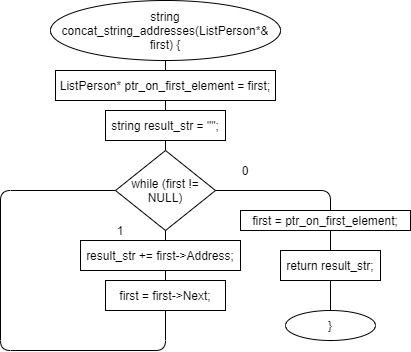 string
concat_string_addresses(ListPerson*&
first) {
ListPerson* ptr_on_first_element = first;
string result_str = "";
while (first !=
NULL)
0
1
first = ptr_on_first_element;
result_str += first->Address;
return result_str;
first = first->Next;
}